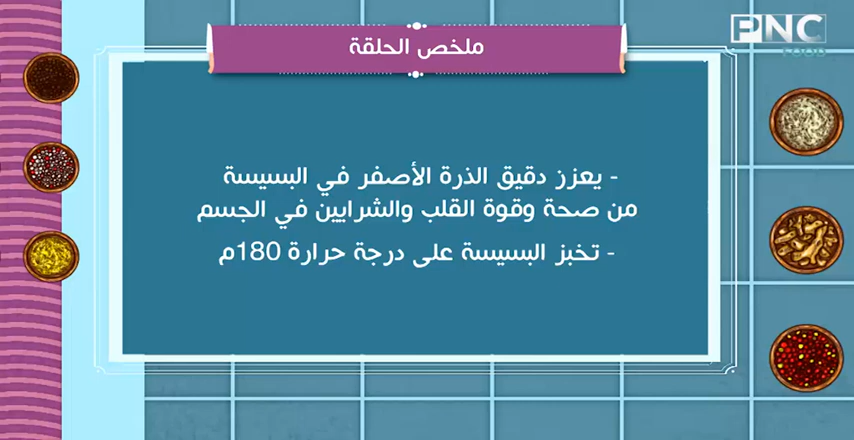 PNC
FOOD
ملخص الحلقة
- يعزز دقيق الذرة الأصفر في البسيسة
من صحة وقوة القلب والشرايين في الجسم
- تخبز البسيسة على درجة حرارة 180م